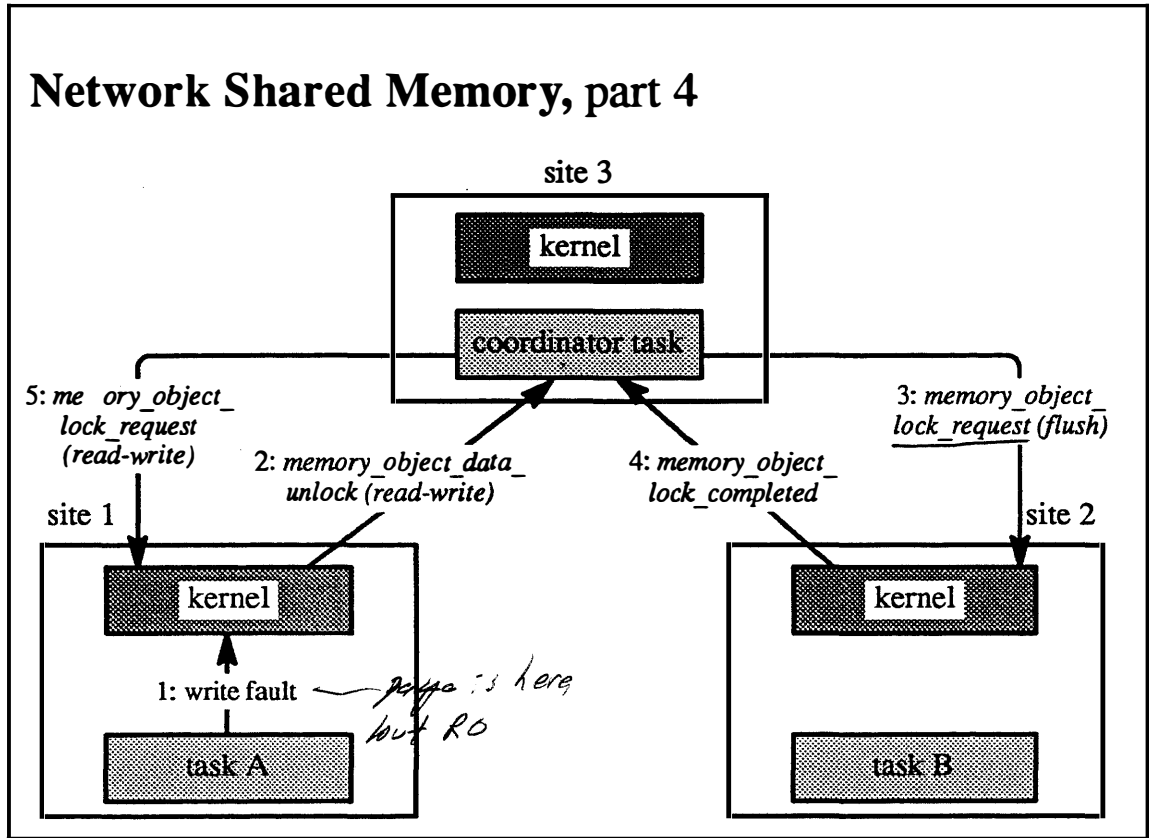 Network Shared Memory, part 4
site 3
kernel
coordinator task
5: me ory_object_
lock_request
(read-write)
2: memory_object_data_
unlock (read-write)
4: memory_object_
lock_completed
3: memory_object_
lock_request (flush)
site 1
site 2
kernel
kernel
1: write fault
page is here
but RO
task A
task B